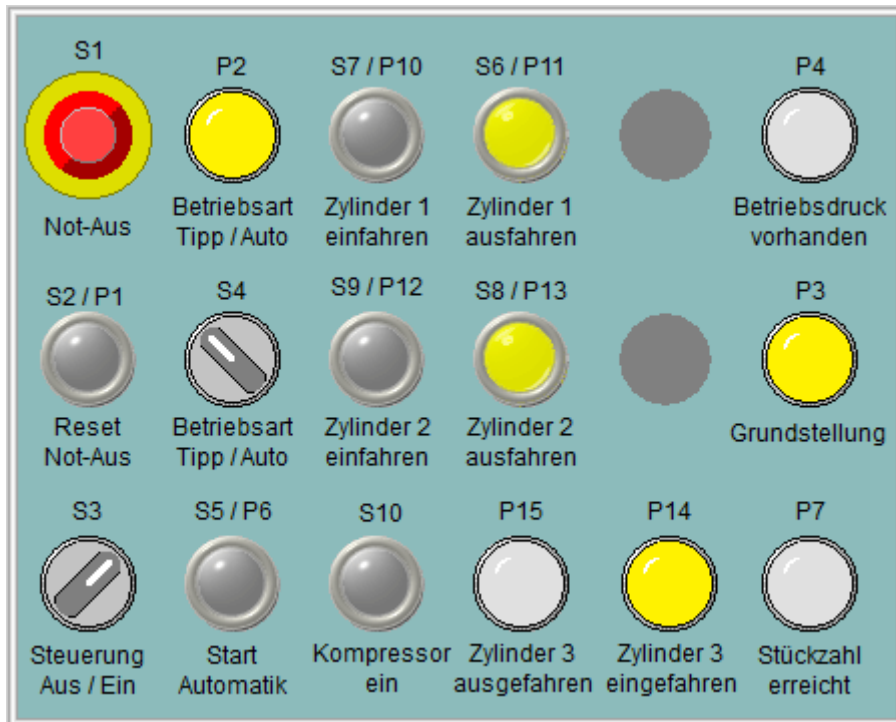 S1
P2
S7 / P10
S6 / P11
P4
Not-Aus
Betriebsart
Tipp / Auto
Zylinder 1
einfahren
Zylinder 1
ausfahren
Betriebsdruck
vorhanden
S2 / P1
S4
S9 / P12
S8 / P13
P3
Reset
Not-Aus
Betriebsart
Tipp / Auto
Zylinder 2
einfahren
Zylinder 2
ausfahren
Grundstellung
S3
S5 / P6
S10
P15
P14
P7
Steuerung
Aus / Ein
Start
Automatik
Kompressor
ein
Zylinder 3
ausgefahren
Zylinder 3
eingefahren
Stückzahl
erreicht